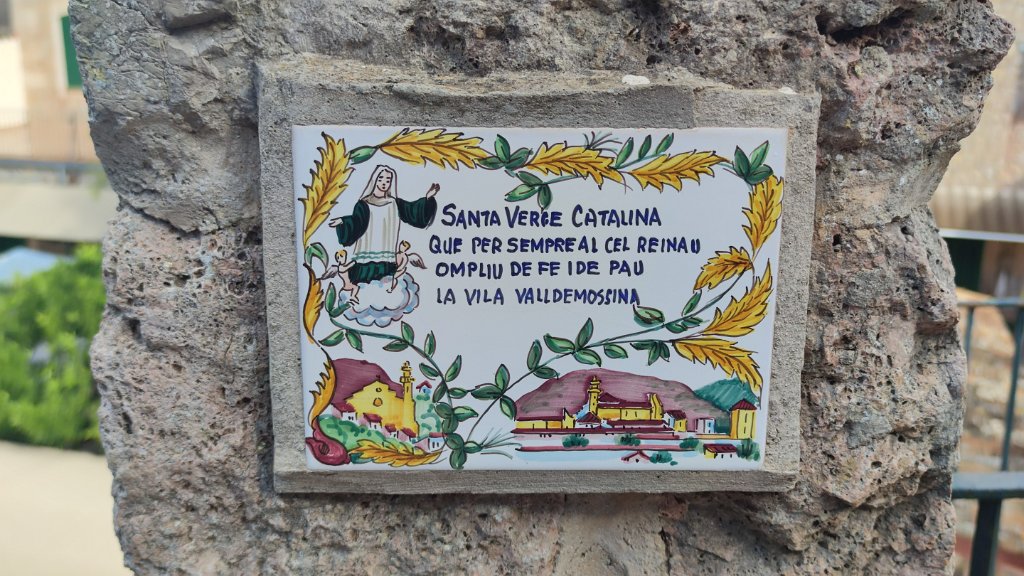 SANTA VERGE CATALINA
QUE PER SEMPRE AL CEL REINAU
OMPLIU DE FE I DE PAU
LA VILA VALLDEMOSSINA